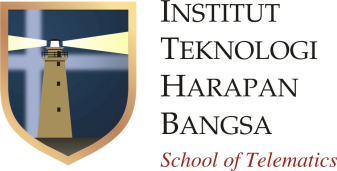 INSTITUT
TEKNOLOGI
HARAPAN
BANGSA
School of Telematics